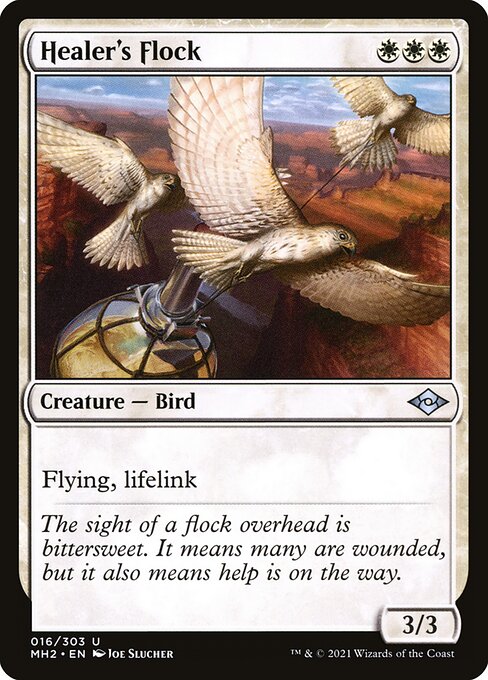 Healer's Flock
Creature — Bird
Flying, lifelink
The sight of a flock overhead is
bittersweet. It means many are wounded,
but it also means help is on the way.
3/3
016/303 U
MH2 • EN Joe Slucher
™ & © 2021 Wizards of the Coast